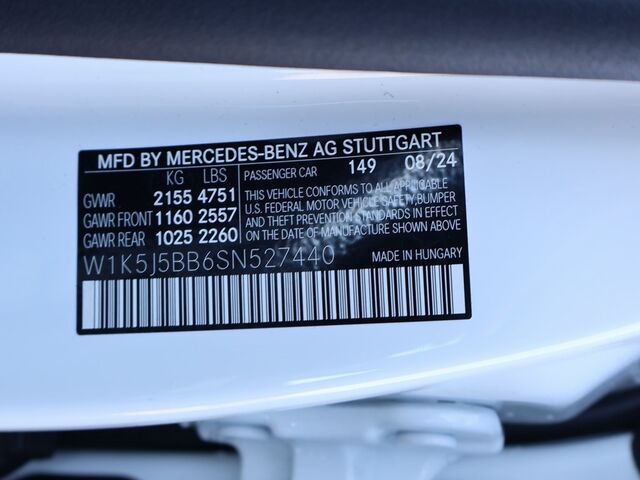 MFD BY MERCEDES-BENZ AG STUTTGART
KG LBS PASSENGER CAR 149 08/24
GVWR 2155 4751 THIS VEHICLE CONFORMS TO ALL APPLICABLE
GAWR FRONT 1160 2557 U.S. FEDERAL MOTOR VEHICLE SAFETY, BUMPER
GAWR REAR 1025 2260 AND THEFT PREVENTION STANDARDS IN EFFECT
ON THE DATE OF MANUFACTURE SHOWN ABOVE.
W1K5J5BB6SN527440 MADE IN HUNGARY